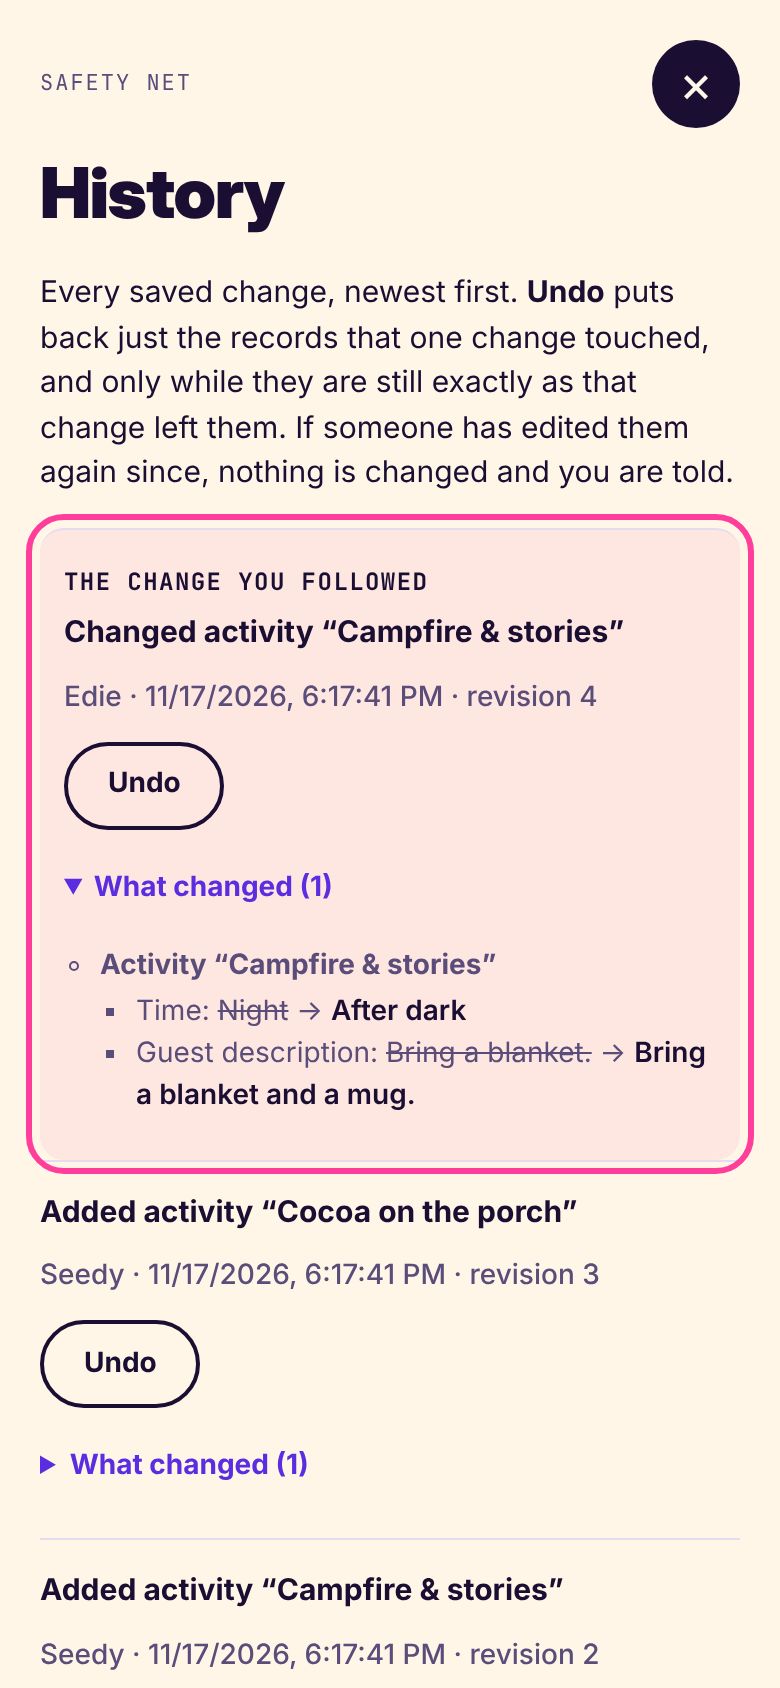 SAFETY NET
×
History
Every saved change, newest first. Undo puts
back just the records that one change touched,
and only while they are still exactly as that
change left them. If someone has edited them
again since, nothing is changed and you are told.
THE CHANGE YOU FOLLOWED
Changed activity “Campfire & stories”
Edie · 11/17/2026, 6:17:41 PM · revision 4
Undo
▼ What changed (1)
Activity “Campfire & stories”
Time: Night → After dark
Guest description: Bring a blanket. → Bring
a blanket and a mug.
Added activity “Cocoa on the porch”
Seedy · 11/17/2026, 6:17:41 PM · revision 3
Undo
▶ What changed (1)
Added activity “Campfire & stories”
Seedy · 11/17/2026, 6:17:41 PM · revision 2